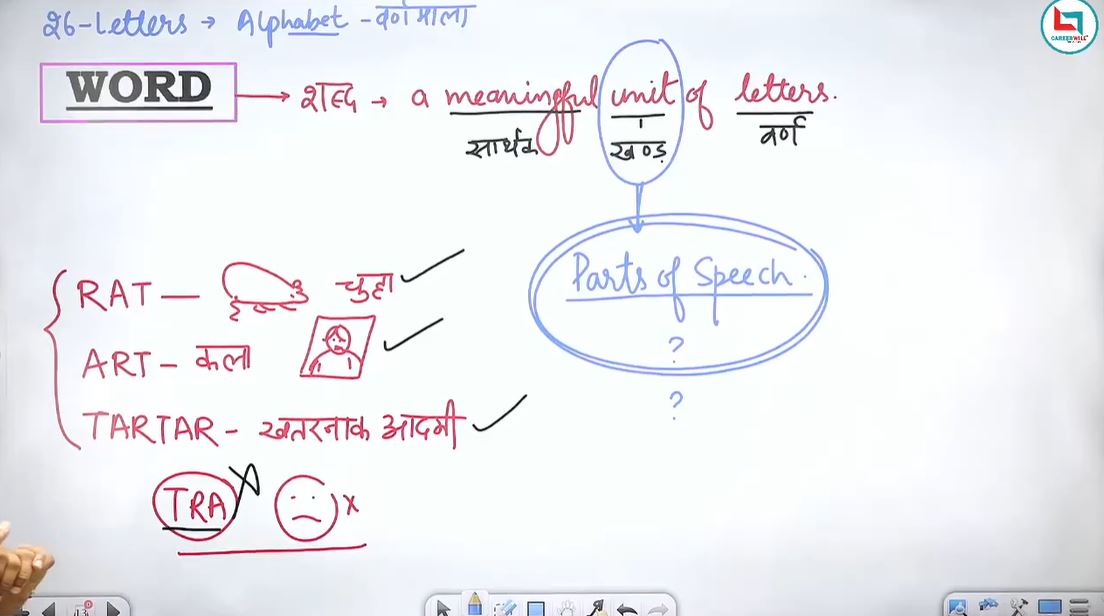 26-Letters → Alphabet - वर्णमाला
CAREERWILL
WORD → शब्द → a meaningful unit of letters.
सार्थक खण्ड वर्ण
Parts of Speech.
?
?
RAT — चुहा
ART - कला
TARTAR - खतरनाक आदमी
TRA x